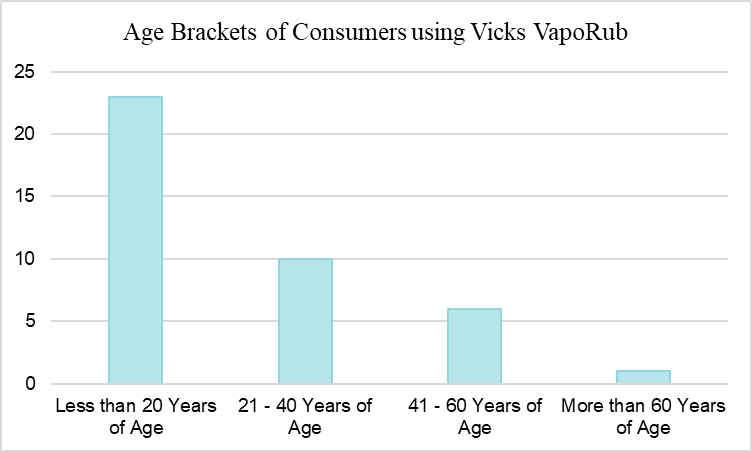 Age Brackets of Consumers using Vicks VapoRub
25
20
15
10
5
0
Less than 20 Years
of Age
21 - 40 Years of
Age
41 - 60 Years of
Age
More than 60 Years
of Age